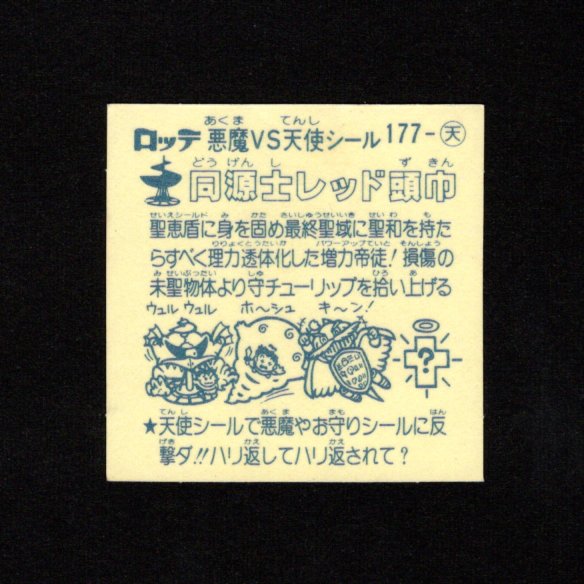 あくま てんし
ロッテ 悪魔VS天使シール 177-天
どうげんし ずきん
同源士レッド頭巾
せいえシールド み かた さいしゅうせいいき せいわ も
聖恵盾に身を固め最終聖域に聖和を持た
りりょくとうたいか パワーアップていと そんしょう
らすべく理力透体化した増力帝徒!損傷の
みせいぶったい しゅ ひろ あ
未聖物体より守チューリップを拾い上げる
ウュル ウュル ホ〜シュ キ〜ン!
?
てんし あくま まも はん
★天使シールで悪魔やお守りシールに反
げき かえ かえ
撃ダ!!ハリ返してハリ返されて?